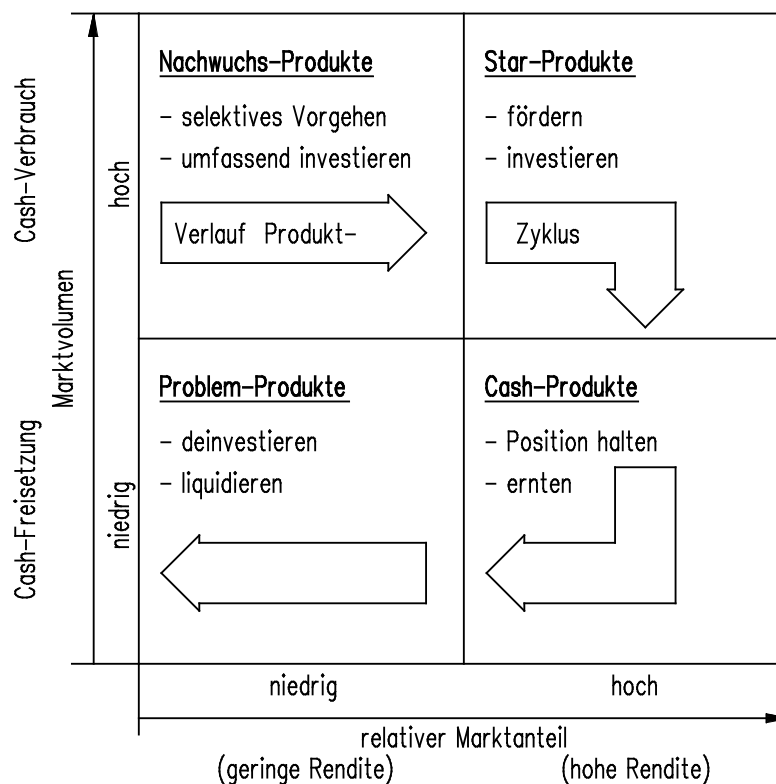 Nachwuchs-Produkte
- selektives Vorgehen
- umfassend investieren
Verlauf Produkt-
Star-Produkte
- fördern
- investieren
Zyklus
Problem-Produkte
- deinvestieren
- liquidieren
Cash-Produkte
- Position halten
- ernten
Cash-Verbrauch
Cash-Freisetzung
Marktvolumen
hoch
niedrig
niedrig
hoch
relativer Marktanteil
(geringe Rendite)
(hohe Rendite)